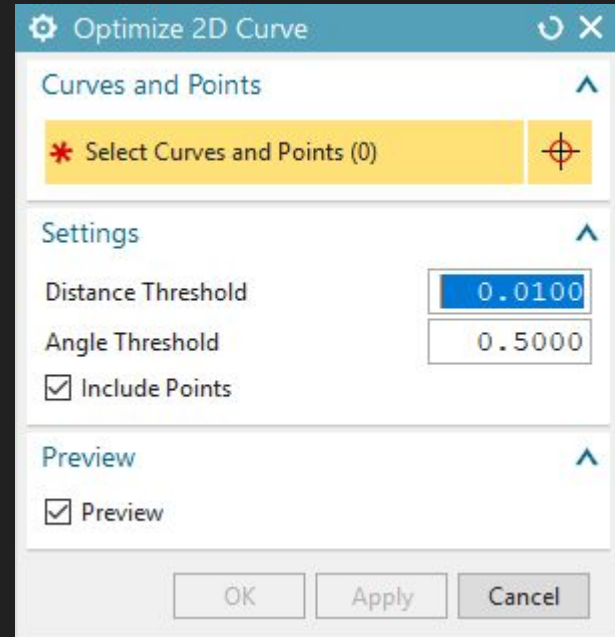 Optimize 2D Curve
Curves and Points
* Select Curves and Points (0)
Settings
Distance Threshold 0.0100
Angle Threshold 0.5000
Include Points
Preview
Preview
OK Apply Cancel